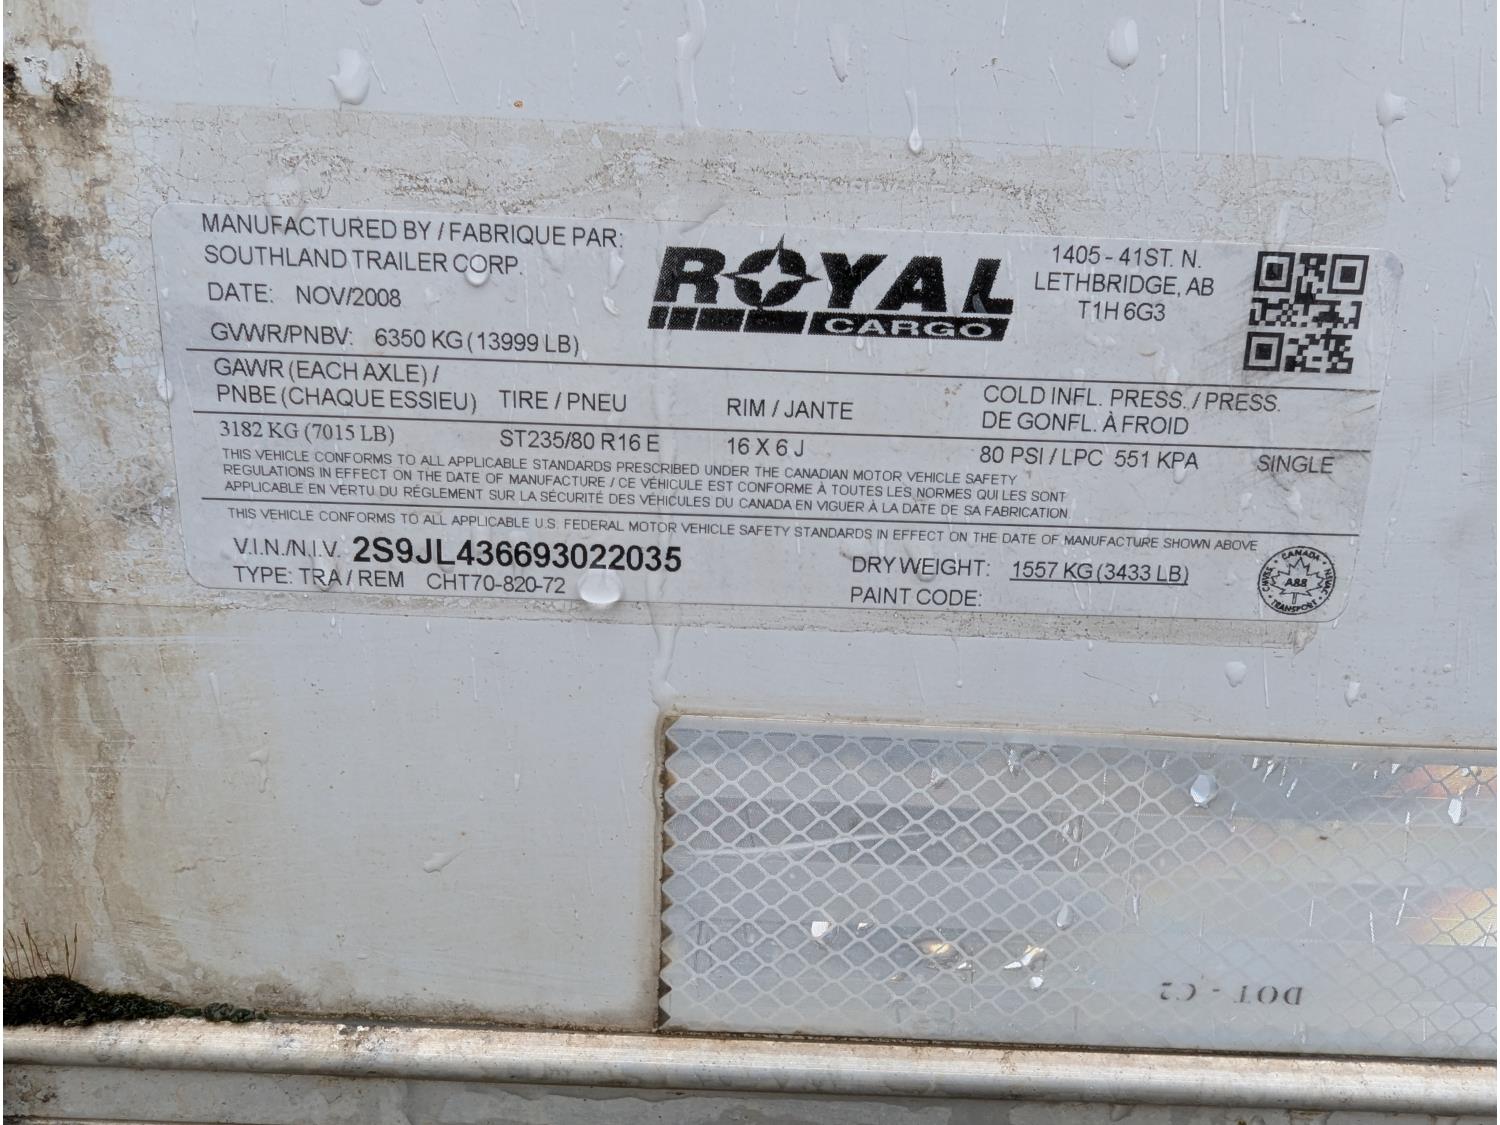 MANUFACTURED BY / FABRIQUE PAR:
SOUTHLAND TRAILER CORP.
DATE: NOV/2008
GVWR/PNBV: 6350 KG (13999 LB)
ROYAL
CARGO
1405 - 41ST. N.
LETHBRIDGE, AB
T1H 6G3
GAWR (EACH AXLE) /
PNBE (CHAQUE ESSIEU) TIRE / PNEU RIM / JANTE COLD INFL. PRESS. / PRESS.
DE GONFL. À FROID
3182 KG (7015 LB) ST235/80 R16 E 16 X 6 J 80 PSI / LPC 551 KPA SINGLE
THIS VEHICLE CONFORMS TO ALL APPLICABLE STANDARDS PRESCRIBED UNDER THE CANADIAN MOTOR VEHICLE SAFETY
REGULATIONS IN EFFECT ON THE DATE OF MANUFACTURE / CE VÉHICULE EST CONFORME À TOUTES LES NORMES QUI LES SONT
APPLICABLE EN VERTU DU RÉGLEMENT SUR LA SÉCURITÉ DES VÉHICULES DU CANADA EN VIGUER À LA DATE DE SA FABRICATION
THIS VEHICLE CONFORMS TO ALL APPLICABLE U.S. FEDERAL MOTOR VEHICLE SAFETY STANDARDS IN EFFECT ON THE DATE OF MANUFACTURE SHOWN ABOVE
V.I.N./N.I.V. 2S9JL436693022035
TYPE: TRA / REM CHT70-820-72
DRY WEIGHT: 1557 KG (3433 LB)
PAINT CODE:
CANADA
A88
TRANSPORT
DOT - C2